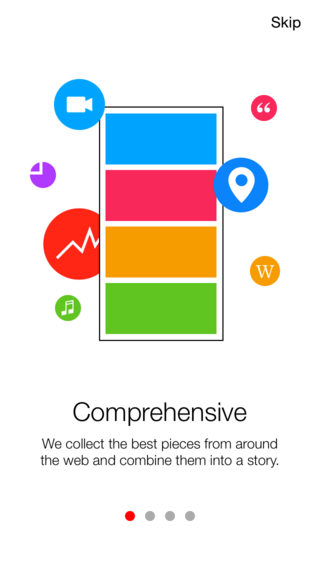 Skip
“
W
Comprehensive
We collect the best pieces from around
the web and combine them into a story.